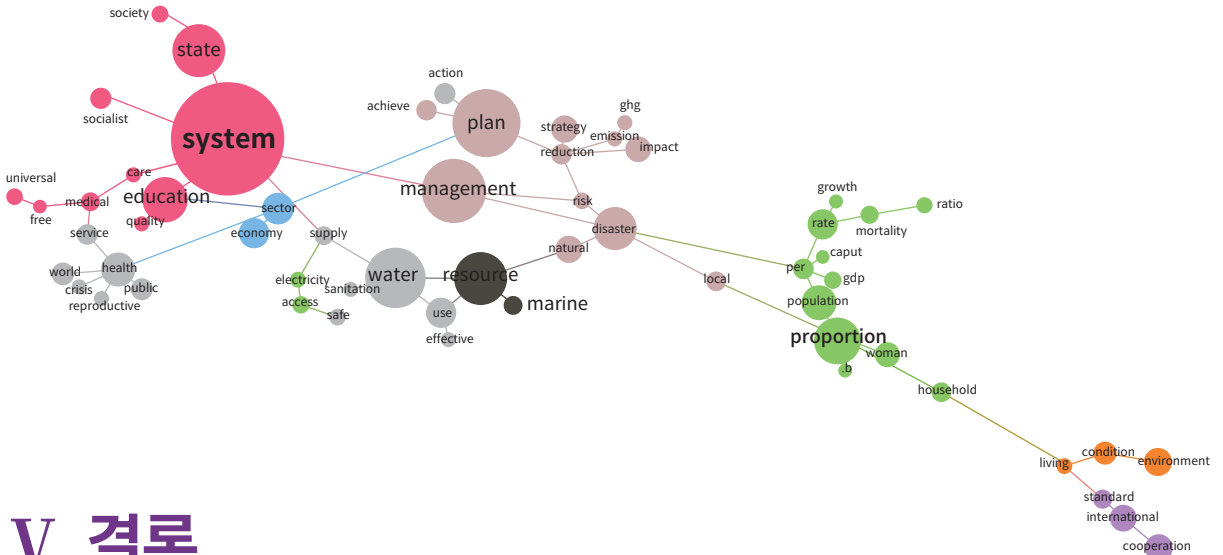 society
state
action
ghg
achieve
plan
strategy
emission
socialist
system
reduction
impact
care
universal
management
growth
medical
education
risk
ratio
free
sector
rate
quality
mortality
service
economy
supply
disaster
natural
caput
world
health
per
crisis
electricity
water
resource
local
gdp
public
sanitation
reproductive
access
marine
population
safe
use
effective
proportion
woman
.b
household
condition
living
environment
standard
international
cooperation